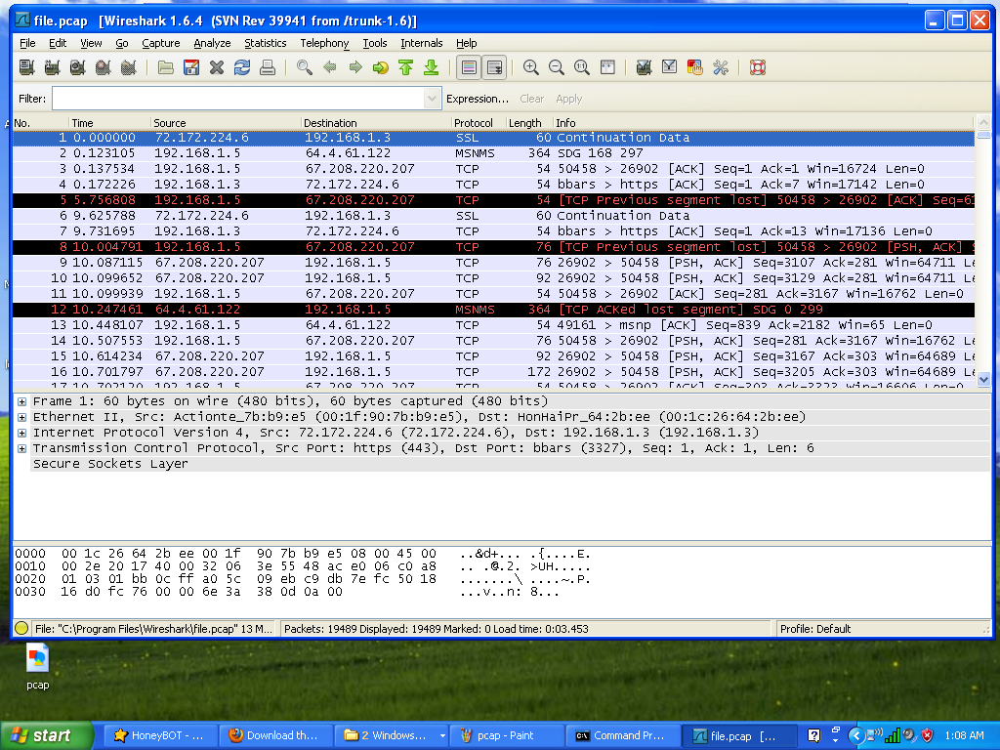 file.pcap [Wireshark 1.6.4 (SVN Rev 39941 from /trunk-1.6)]
File Edit View Go Capture Analyze Statistics Telephony Tools Internals Help
Filter: Expression... Clear Apply
No. Time Source Destination Protocol Length Info
1 0.000000 72.172.224.6 192.168.1.3 SSL 60 Continuation Data
2 0.123105 192.168.1.5 64.4.61.122 MSNMS 364 SDG 168 297
3 0.137534 192.168.1.5 67.208.220.207 TCP 54 50458 > 26902 [ACK] Seq=1 Ack=1 Win=16724 Len=0
4 0.172226 192.168.1.3 72.172.224.6 TCP 54 bbars > https [ACK] Seq=1 Ack=7 Win=17142 Len=0
5 5.756808 192.168.1.5 67.208.220.207 TCP 54 [TCP Previous segment lost] 50458 > 26902 [ACK] Seq=61
6 9.625788 72.172.224.6 192.168.1.3 SSL 60 Continuation Data
7 9.731695 192.168.1.3 72.172.224.6 TCP 54 bbars > https [ACK] Seq=1 Ack=13 Win=17136 Len=0
8 10.004791 192.168.1.5 67.208.220.207 TCP 76 [TCP Previous segment lost] 50458 > 26902 [PSH, ACK] S
9 10.087115 67.208.220.207 192.168.1.5 TCP 76 26902 > 50458 [PSH, ACK] Seq=3107 Ack=281 Win=64711 Le
10 10.099652 67.208.220.207 192.168.1.5 TCP 92 26902 > 50458 [PSH, ACK] Seq=3129 Ack=281 Win=64711 Le
11 10.099939 192.168.1.5 67.208.220.207 TCP 54 50458 > 26902 [ACK] Seq=281 Ack=3167 Win=16762 Len=0
12 10.247461 64.4.61.122 192.168.1.5 MSNMS 364 [TCP ACKed lost segment] SDG 0 299
13 10.448107 192.168.1.5 64.4.61.122 TCP 54 49161 > msnp [ACK] Seq=839 Ack=2182 Win=65 Len=0
14 10.507553 192.168.1.5 67.208.220.207 TCP 76 50458 > 26902 [PSH, ACK] Seq=281 Ack=3167 Win=16762 Le
15 10.614234 67.208.220.207 192.168.1.5 TCP 92 26902 > 50458 [PSH, ACK] Seq=3167 Ack=303 Win=64689 Le
16 10.701797 67.208.220.207 192.168.1.5 TCP 172 26902 > 50458 [PSH, ACK] Seq=3205 Ack=303 Win=64689 Le
17 10.702120 192.168.1.5 67.208.220.207 TCP 54 50458 > 26902 [ACK] Seq=303 Ack=3323 Win=16606 Len=0
Frame 1: 60 bytes on wire (480 bits), 60 bytes captured (480 bits)
Ethernet II, Src: Actionte_7b:b9:e5 (00:1f:90:7b:b9:e5), Dst: HonHaiPr_64:2b:ee (00:1c:26:64:2b:ee)
Internet Protocol Version 4, Src: 72.172.224.6 (72.172.224.6), Dst: 192.168.1.3 (192.168.1.3)
Transmission Control Protocol, Src Port: https (443), Dst Port: bbars (3327), Seq: 1, Ack: 1, Len: 6
Secure Sockets Layer
0000 00 1c 26 64 2b ee 00 1f 90 7b b9 e5 08 00 45 00 ..&d+... .{....E.
0010 00 2e 20 17 40 00 32 06 3e 55 48 ac e0 06 c0 a8 .. .@.2. >UH.....
0020 01 03 01 bb 0c ff a0 5c 09 eb c9 db 7e fc 50 18 .......\ ....~.P.
0030 16 d0 fc 76 00 00 6e 3a 38 0d 0a 00 ...v..n: 8...
File: "C:\Program Files\Wireshark\file.pcap" 13 M... Packets: 19489 Displayed: 19489 Marked: 0 Load time: 0:03.453 Profile: Default
pcap
start HoneyBOT - ... Download th... 2 Windows... pcap - Paint Command Pr... file.pcap [... 1:08 AM